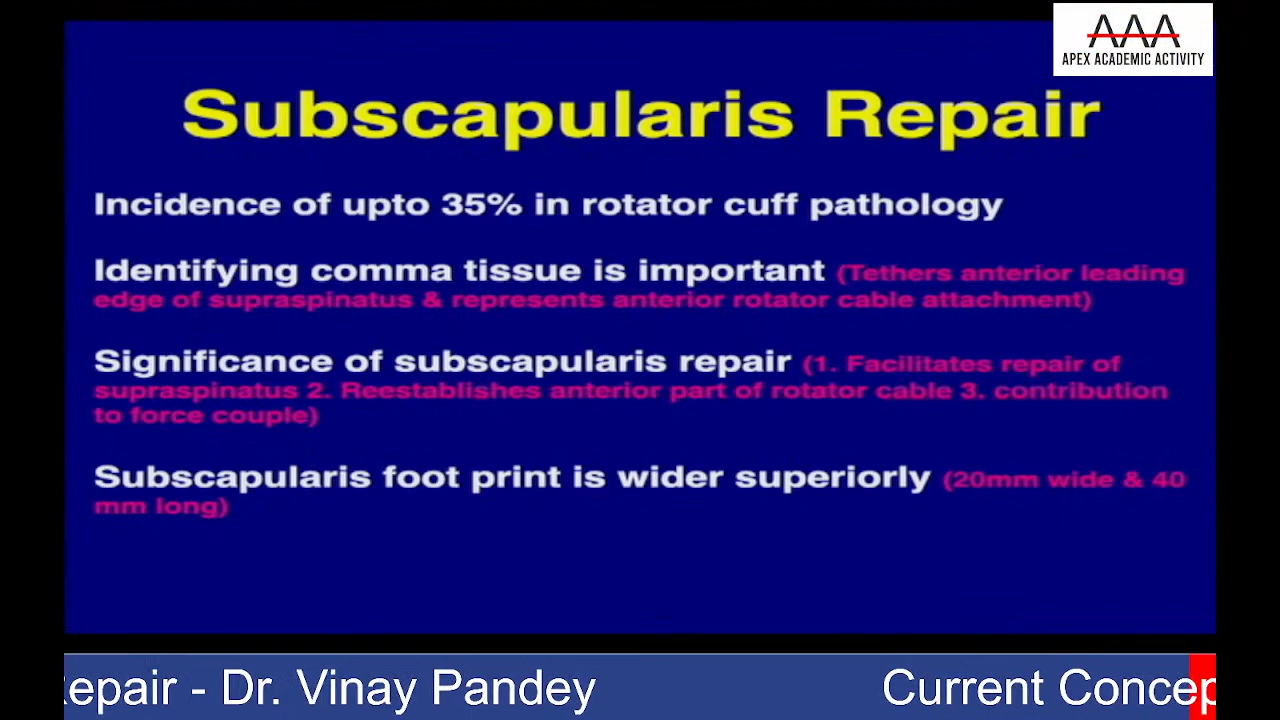 AAA
APEX ACADEMIC ACTIVITY
Subscapularis Repair
Incidence of upto 35% in rotator cuff pathology
Identifying comma tissue is important (Tethers anterior leading
edge of supraspinatus & represents anterior rotator cable attachment)
Significance of subscapularis repair (1. Facilitates repair of
supraspinatus 2. Reestablishes anterior part of rotator cable 3. contribution
to force couple)
Subscapularis foot print is wider superiorly (20mm wide & 40
mm long)
epair - Dr. Vinay Pandey Current Concep